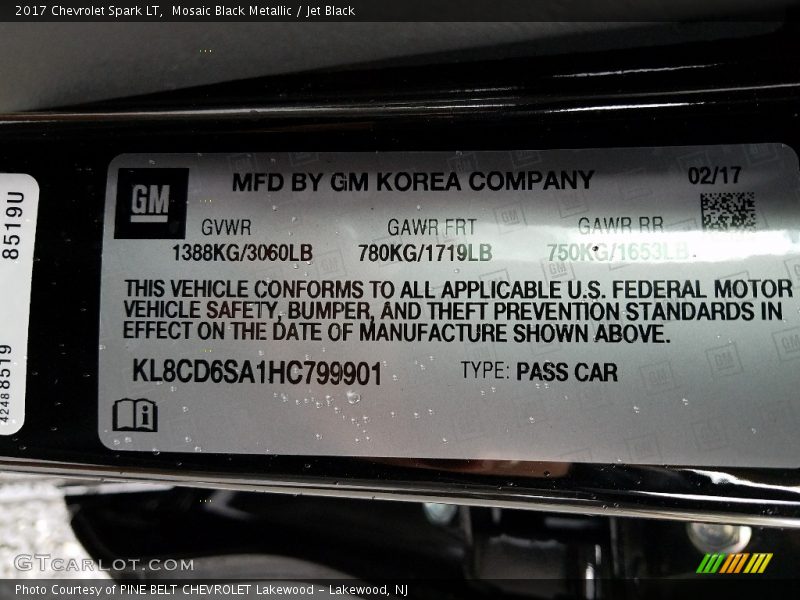 2017 Chevrolet Spark LT, Mosaic Black Metallic / Jet Black
8519U
42488519
GM
MFD BY GM KOREA COMPANY
02/17
GVWR GAWR FRT GAWR RR
1388KG/3060LB 780KG/1719LB 750KG/1653LB
THIS VEHICLE CONFORMS TO ALL APPLICABLE U.S. FEDERAL MOTOR
VEHICLE SAFETY, BUMPER, AND THEFT PREVENTION STANDARDS IN
EFFECT ON THE DATE OF MANUFACTURE SHOWN ABOVE.
KL8CD6SA1HC799901 TYPE: PASS CAR
GTCARLOT.COM
Photo Courtesy of PINE BELT CHEVROLET Lakewood - Lakewood, NJ